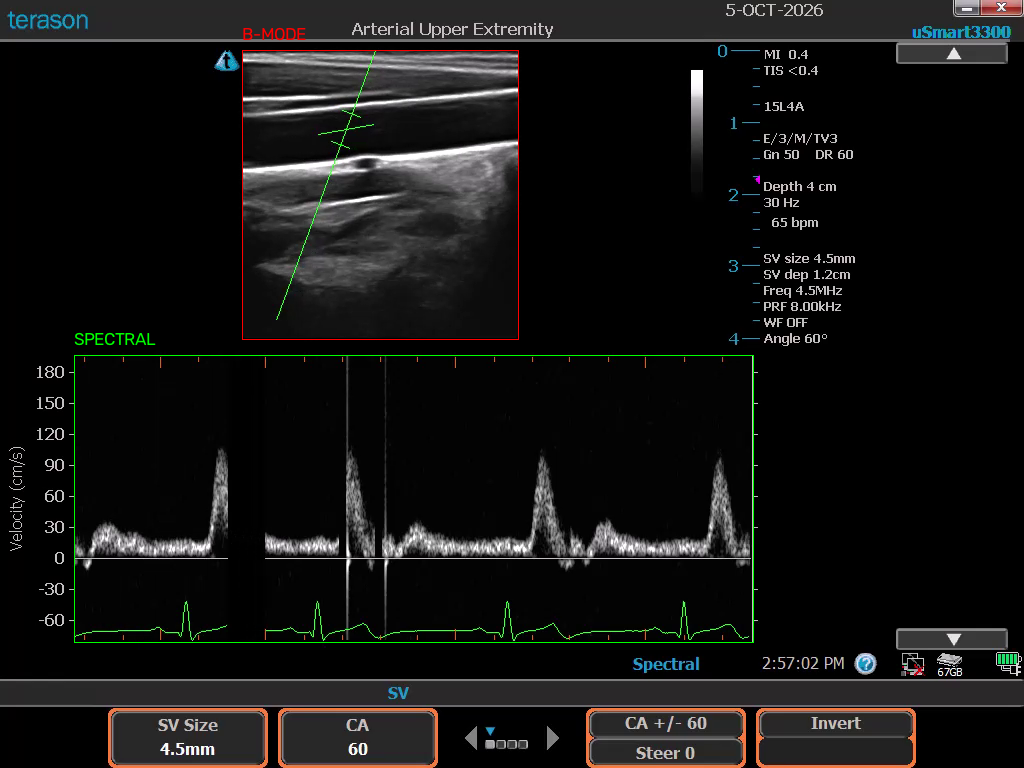 terason
5-OCT-2026
B-MODE
Arterasial Upper Extremity
uSmart3300
0
1
2
3
4
MI 0.4
TIS <0.4
15L4A
E/3/M/TV3
Gn 50 DR 60
Depth 4 cm
30 Hz
65 bpm
SV size 4.5mm
SV dep 1.2cm
Freq 4.5MHz
PRF 8.00kHz
WF OFF
Angle 60°
SPECTRAL
Velocity (cm/s)
180
150
120
90
60
30
0
-30
-60
Spectral
2:57:02 PM
?
67GB
SV
SV Size
4.5mm
CA
60
CA +/- 60
Steer 0
Invert